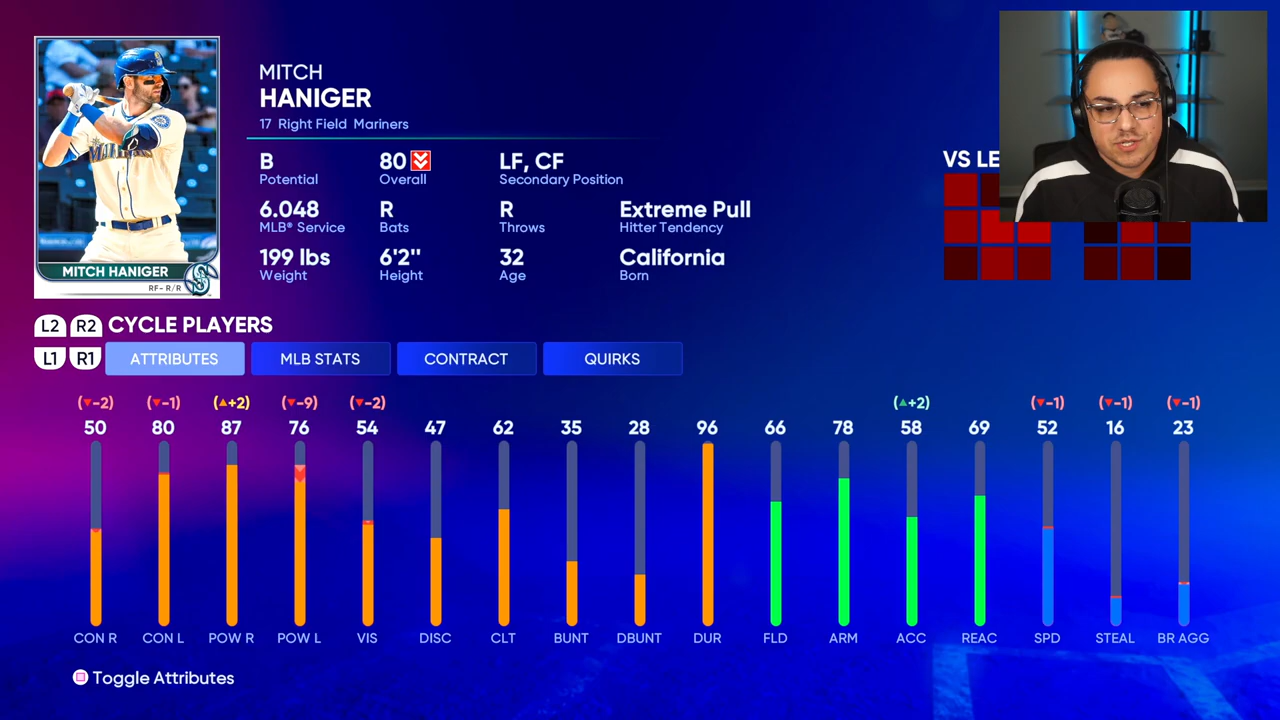 MITCH
HANIGER
17 Right Field Mariners
B 80 LF, CF
Potential Overall Secondary Position
6.048 R R Extreme Pull
MLB® Service Bats Throws Hitter Tendency
199 lbs 6'2'' 32 California
Weight Height Age Born
VS LE
MITCH HANIGER
RF- R/R
L2 R2 CYCLE PLAYERS
L1 R1 ATTRIBUTES MLB STATS CONTRACT QUIRKS
(▼-2) (▼-1) (▲+2) (▼-9) (▼-2) (▲+2) (▼-1) (▼-1) (▼-1)
50 80 87 76 54 47 62 35 28 96 66 78 58 69 52 16 23
CON R CON L POW R POW L VIS DISC CLT BUNT DBUNT DUR FLD ARM ACC REAC SPD STEAL BR AGG
Toggle Attributes